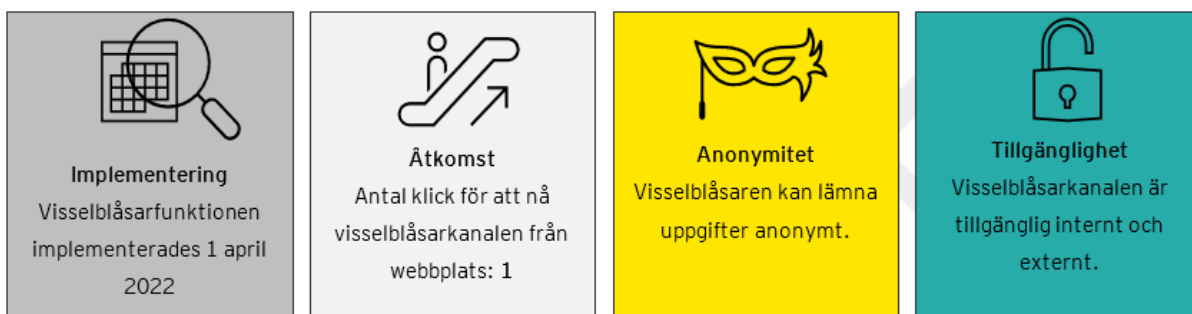 Implementering
Visselblåsarfunktionen
implementerades 1 april
2022
Åtkomst
Antal klick för att nå
visselblåsarkanalen från
webbplats: 1
Anonymitet
Visselblåsaren kan lämna
uppgifter anonymt.
Tillgänglighet
Visselblåsarkanalen är
tillgänglig internt och
externt.